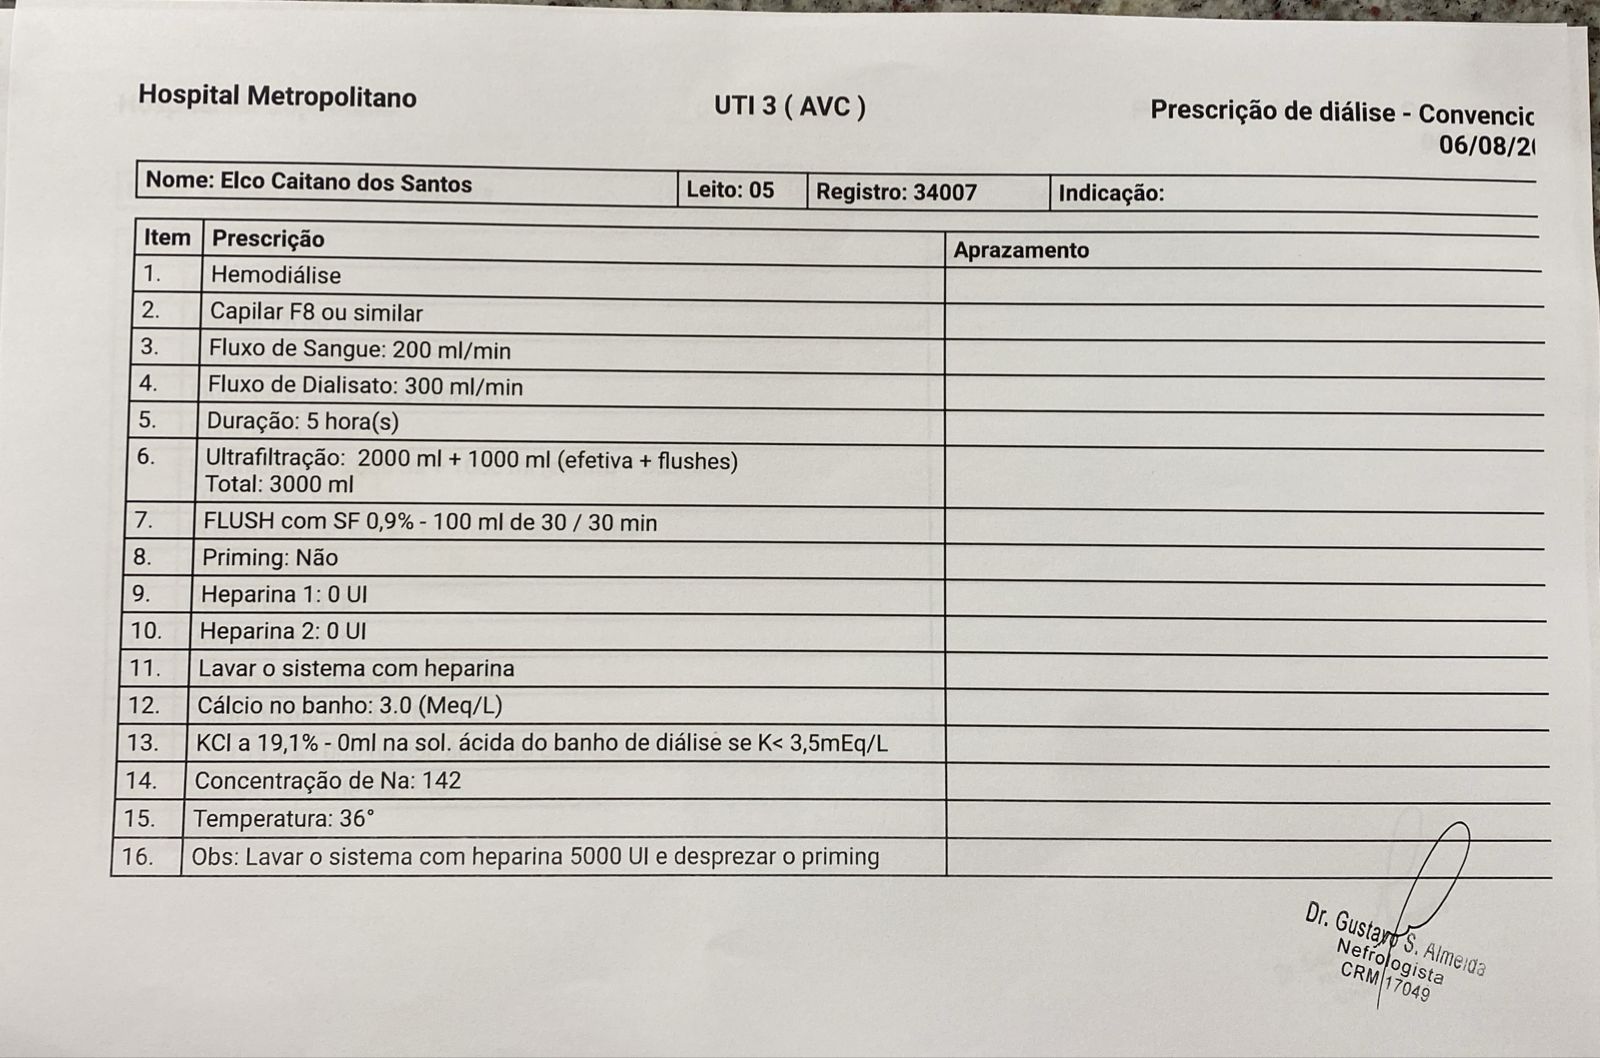 Hospital Metropolitano
UTI 3 ( AVC )
Prescrição de diálise - Convencic
06/08/2(
Nome: Elco Caitano dos Santos
Leito: 05
Registro: 34007
Indicação:
Item
Prescrição
Aprazamento
1. Hemodiálise
2. Capilar F8 ou similar
3. Fluxo de Sangue: 200 ml/min
4. Fluxo de Dialisato: 300 ml/min
5. Duração: 5 hora(s)
6. Ultrafiltração: 2000 ml + 1000 ml (efetiva + flushes)
Total: 3000 ml
7. FLUSH com SF 0,9% - 100 ml de 30 / 30 min
8. Priming: Não
9. Heparina 1: 0 UI
10. Heparina 2: 0 UI
11. Lavar o sistema com heparina
12. Cálcio no banho: 3.0 (Meq/L)
13. KCl a 19,1% - 0ml na sol. ácida do banho de diálise se K< 3,5mEq/L
14. Concentração de Na: 142
15. Temperatura: 36°
16. Obs: Lavar o sistema com heparina 5000 UI e desprezar o priming
Dr. Gustavo S. Almeida
Nefrologista
CRM 17049